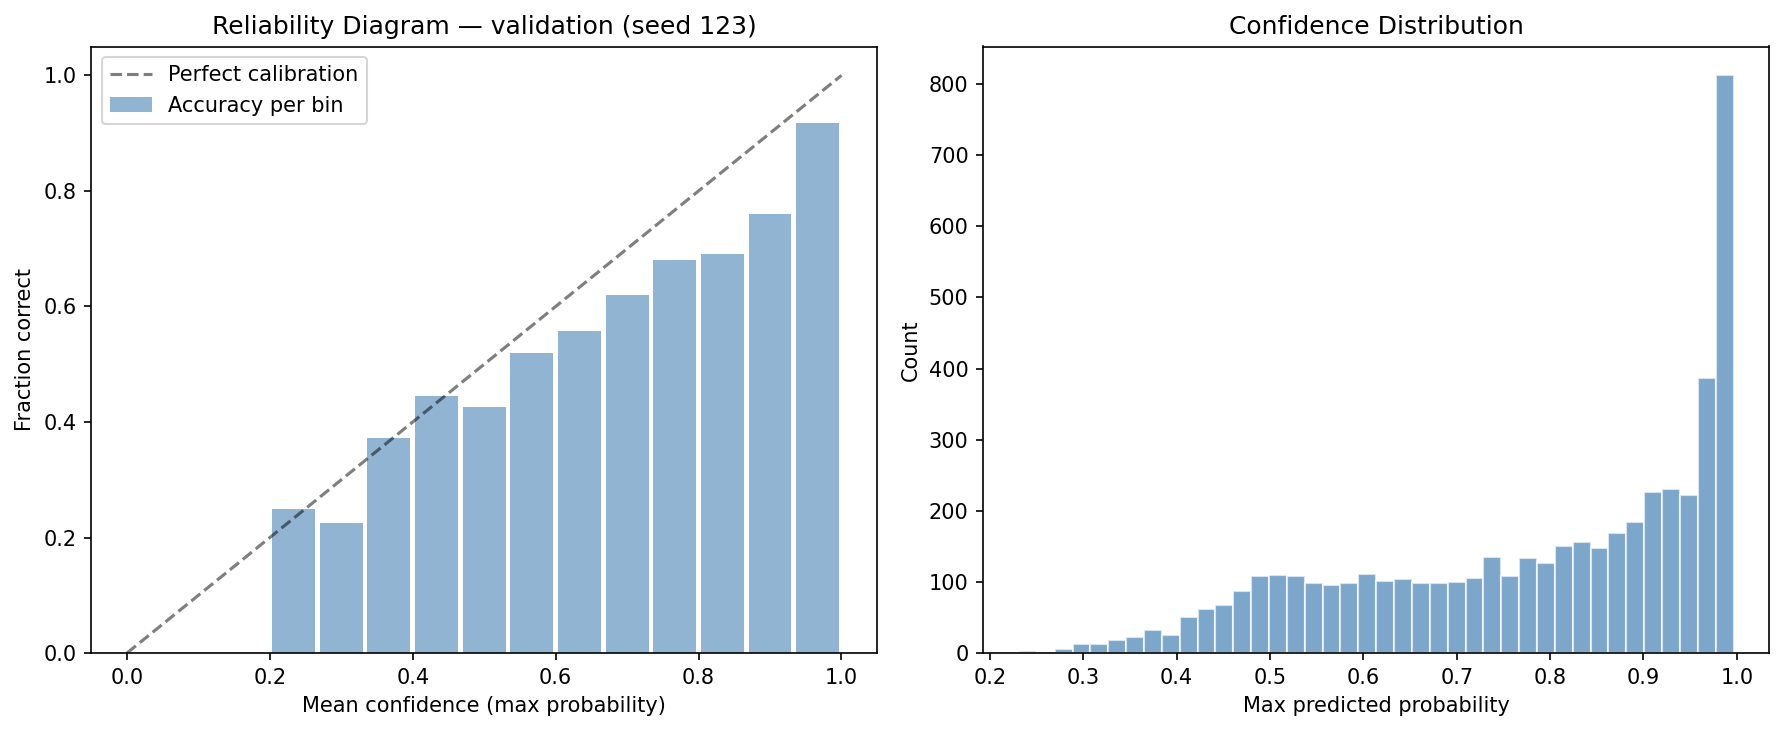 Reliability Diagram — validation (seed 123)
Perfect calibration
Accuracy per bin
Fraction correct
1.0
0.8
0.6
0.4
0.2
0.0
0.0 0.2 0.4 0.6 0.8 1.0
Mean confidence (max probability)
Confidence Distribution
Count
800
700
600
500
400
300
200
100
0
0.2 0.3 0.4 0.5 0.6 0.7 0.8 0.9 1.0
Max predicted probability